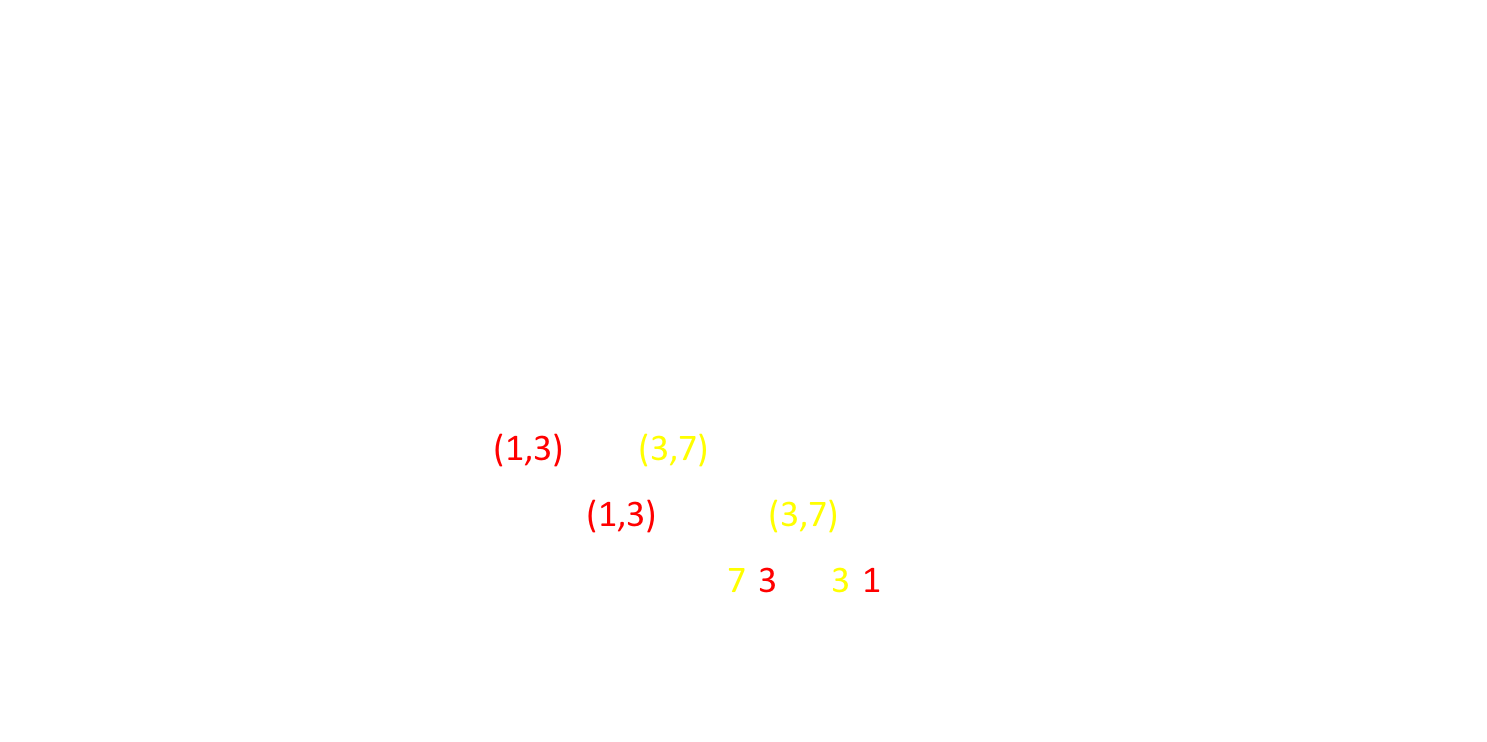 (1,3) (3,7)
(1,3) (3,7)
7 3 3 1